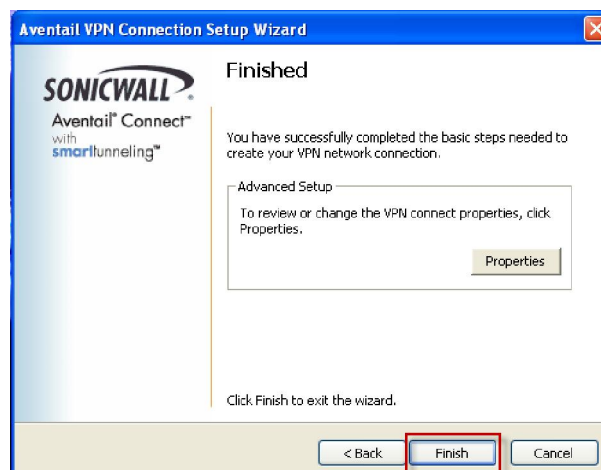 Aventail VPN Connection Setup Wizard
SONICWALL
Aventail® Connect™
with
smarttunneling™
Finished
You have successfully completed the basic steps needed to
create your VPN network connection.
Advanced Setup
To review or change the VPN connect properties, click
Properties.
Properties
Click Finish to exit the wizard.
< Back
Finish
Cancel